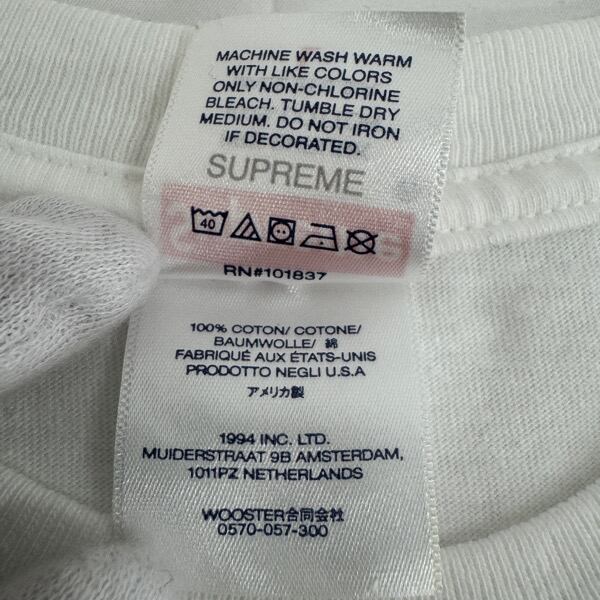 MACHINE WASH WARM
WITH LIKE COLORS
ONLY NON-CHLORINE
BLEACH. TUMBLE DRY
MEDIUM. DO NOT IRON
IF DECORATED.
SUPREME
40
RN#101837
100% COTON/ COTONE/
BAUMWOLLE/ 綿
FABRIQUÉ AUX ÉTATS-UNIS
PRODOTTO NEGLI U.S.A
アメリカ製
1994 INC. LTD.
MUIDERSTRAAT 9B AMSTERDAM,
1011PZ NETHERLANDS
WOOSTER合同会社
0570-057-300